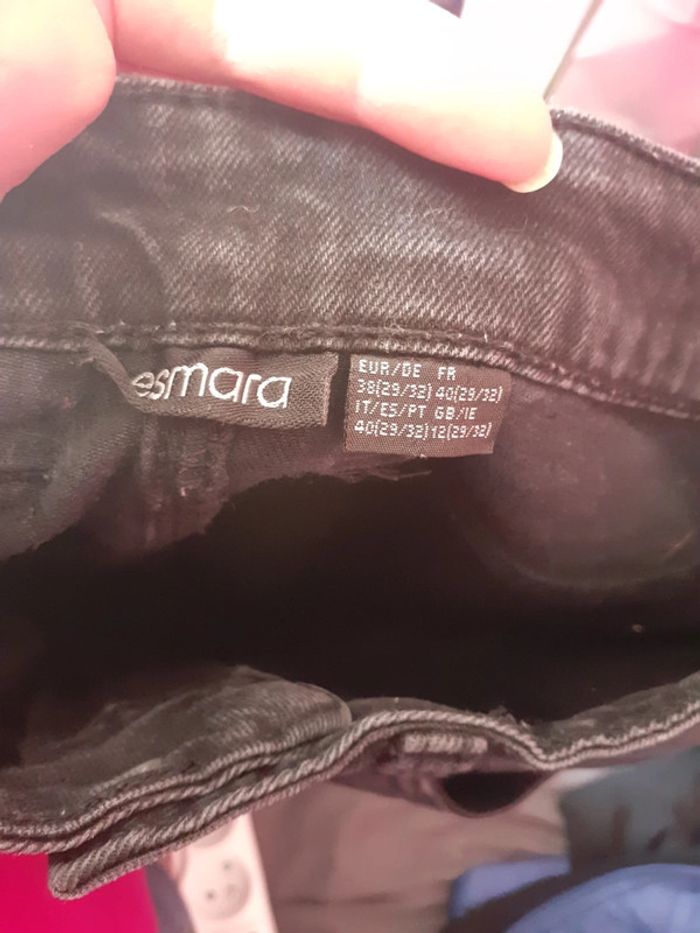 esmara
EUR/DE FR
38(29/32) 40(29/32)
IT/ES/PT GB/IE
40(29/32) 12(29/32)